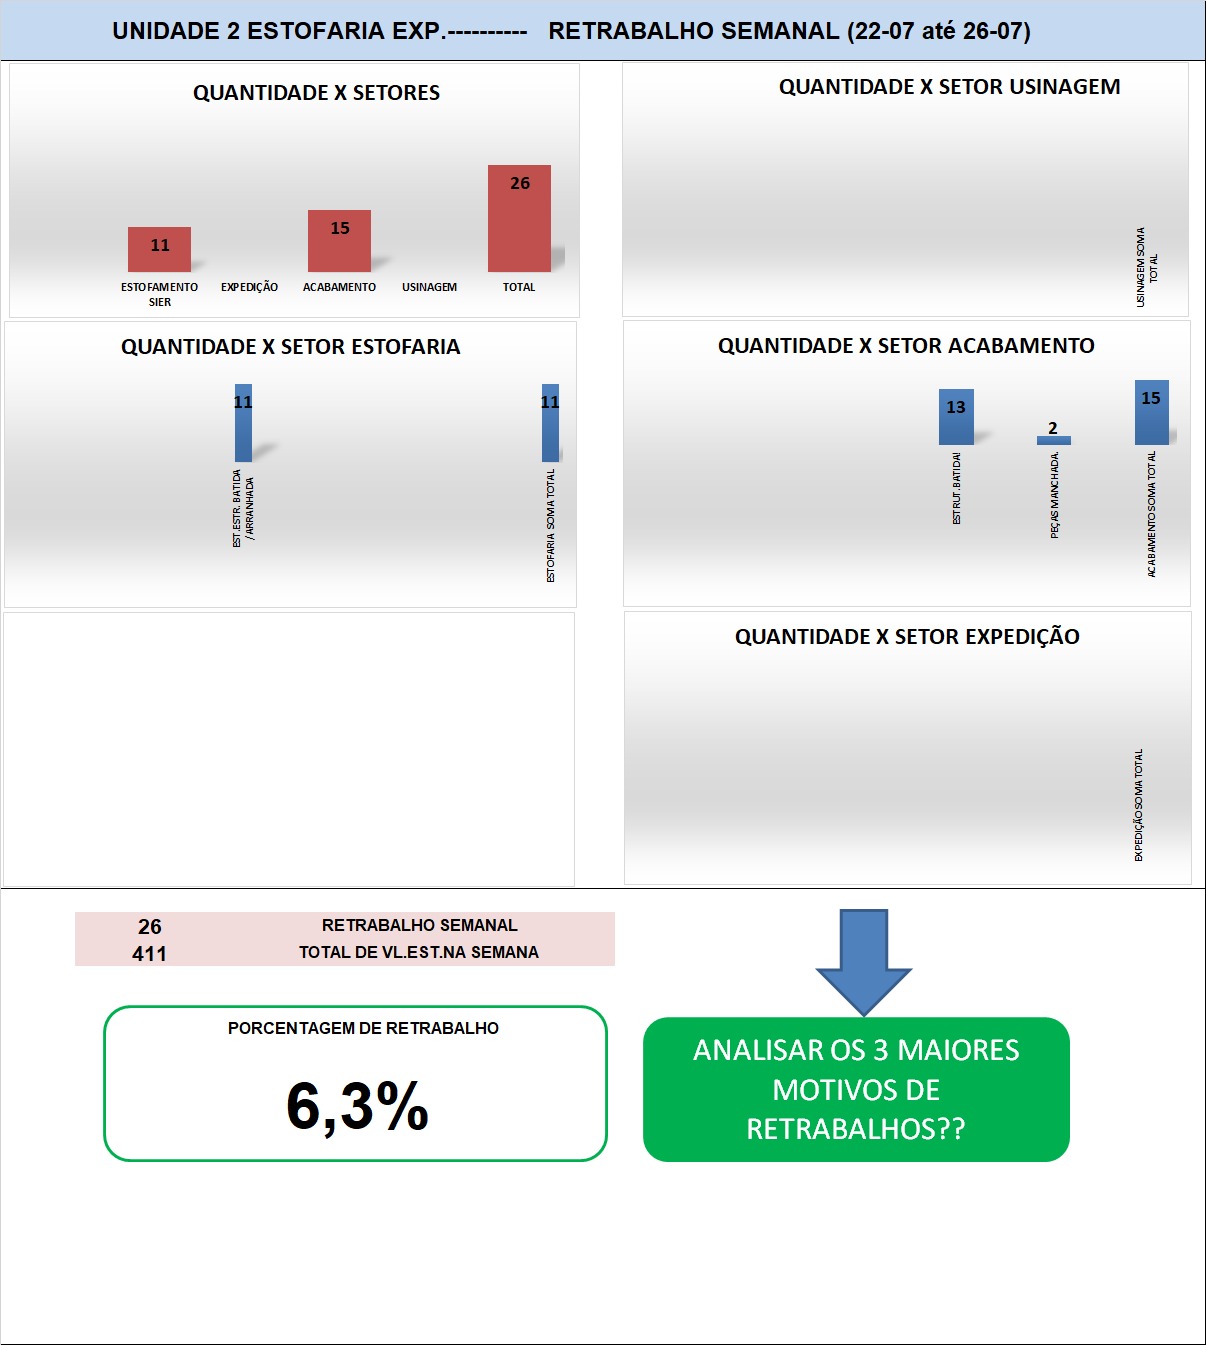 UNIDADE 2 ESTOFARIA EXP.---------- RETRABALHO SEMANAL (22-07 até 26-07)
QUANTIDADE X SETORES
26
15
11
ESTOFAMENTO
SIER
EXPEDIÇÃO
ACABAMENTO
USINAGEM
TOTAL
QUANTIDADE X SETOR USINAGEM
USINAGEM SOMA
TOTAL
QUANTIDADE X SETOR ESTOFARIA
11
11
EST.ESTR. BATIDA
/ ARRANHADA
ESTOFARIA SOMA TOTAL
QUANTIDADE X SETOR ACABAMENTO
13
2
15
ESTRUT.BATIDA!
PEÇAS MANCHADA.
ACABAMENTO SOMA TOTAL
QUANTIDADE X SETOR EXPEDIÇÃO
EXPEDIÇÃO SOMA TOTAL
26 RETRABALHO SEMANAL
411 TOTAL DE VL.EST.NA SEMANA
PORCENTAGEM DE RETRABALHO
6,3%
ANALISAR OS 3 MAIORES
MOTIVOS DE
RETRABALHOS??